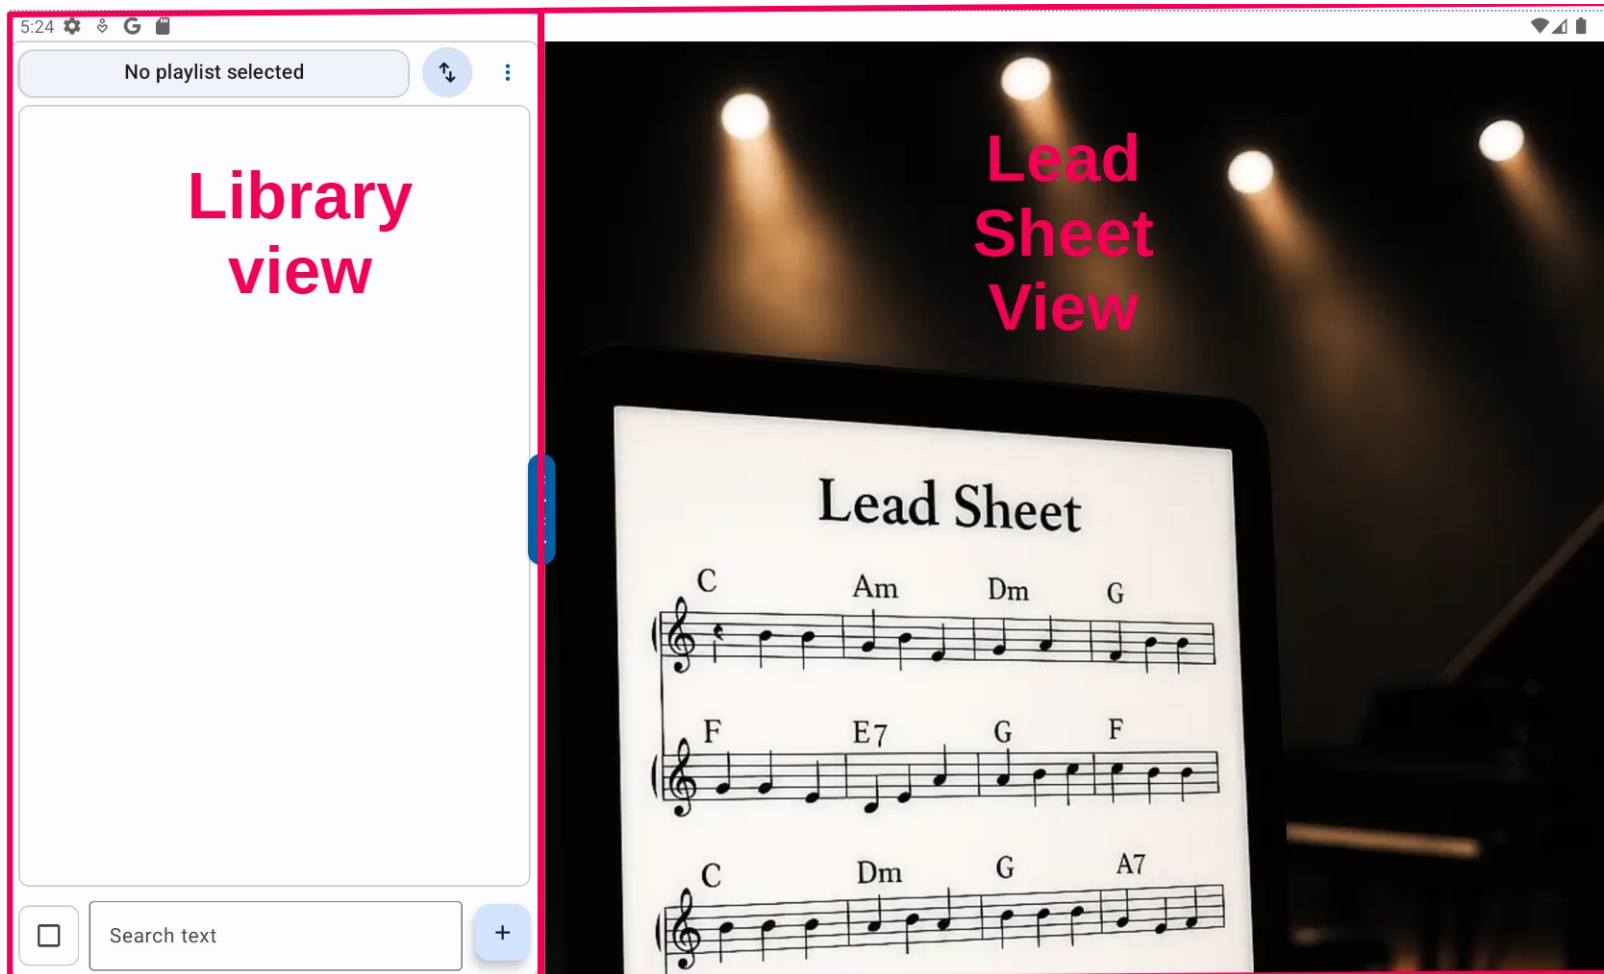 5:24
No playlist selected
Library
view
Search text
+
Lead
Sheet
View
Lead Sheet
C Am Dm G
F E7 G F
C Dm G A7